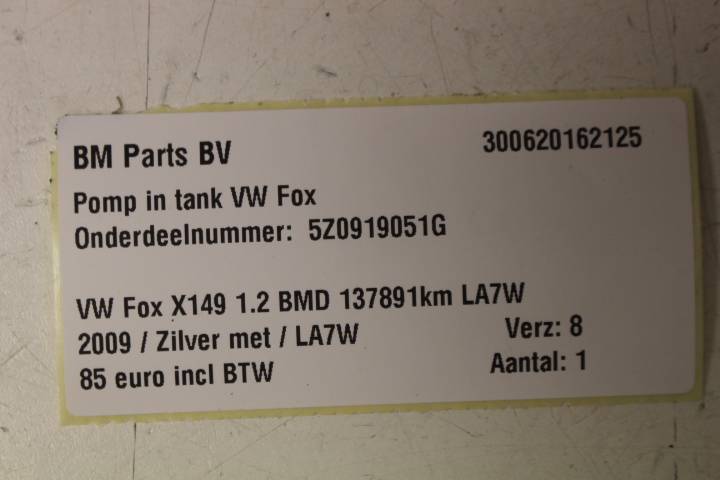 BM Parts BV 300620162125
Pomp in tank VW Fox
Onderdeelnummer: 5Z0919051G
VW Fox X149 1.2 BMD 137891km LA7W
2009 / Zilver met / LA7W Verz: 8
85 euro incl BTW Aantal: 1